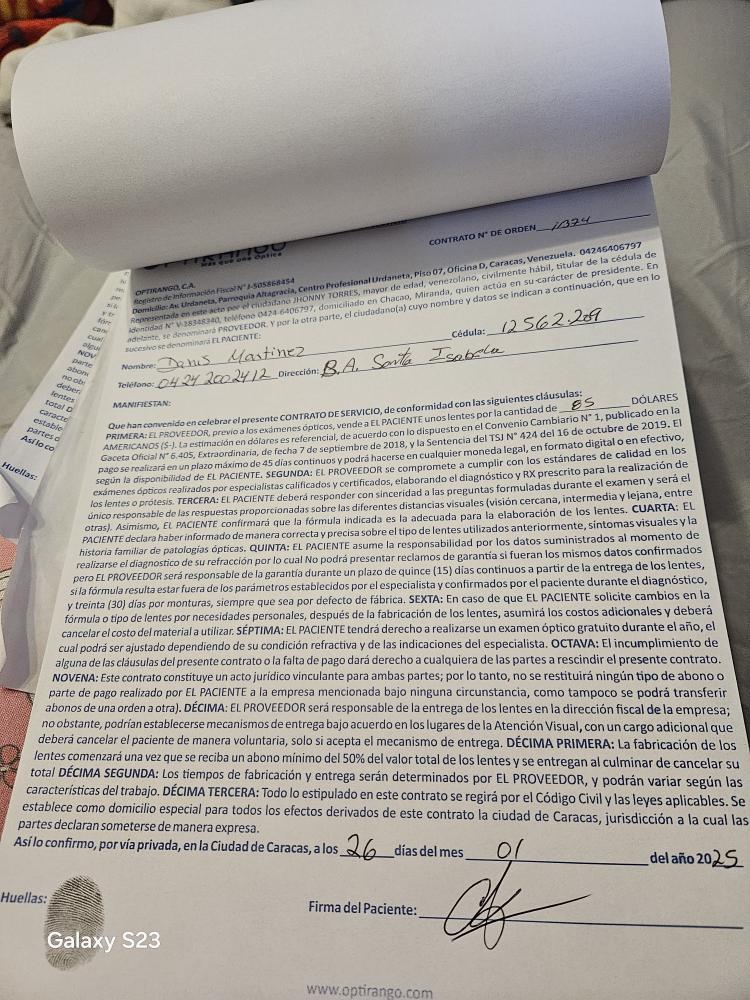 CONTRATO N° DE ORDEN
OPTIRANGO
Más que una Óptica
OPTIRANGO, C.A.
Registro de Información Fiscal N° J-505868454
Domicilio: Av. Urdaneta, Parroquia Altagracia, Centro Profesional Urdaneta, Piso 07, Oficina D, Caracas, Venezuela. 04246406797
Representada en este acto por el ciudadano JHONNY TORRES, mayor de edad, venezolano, civilmente hábil, titular de la cédula de
identidad N° V-28348340, teléfono 0424-6406797, domiciliado en Chacao, Miranda, quien actúa en su carácter de presidente. En
adelante, se denominará PROVEEDOR. Y por la otra parte, el ciudadano(a) cuyo nombre y datos se indican a continuación, que en lo
sucesivo se denominará EL PACIENTE:
Nombre: Denis Martinez Cédula: 12562.209
Teléfono: 04242002412 Dirección: B.A. Santa Isabela
MANIFIESTAN:
Que han convenido en celebrar el presente CONTRATO DE SERVICIO, de conformidad con las siguientes cláusulas:
PRIMERA: EL PROVEEDOR, previo a los exámenes ópticos, vende a EL PACIENTE unos lentes por la cantidad de 85 DÓLARES
AMERICANOS ($-). La estimación en dólares es referencial, de acuerdo con lo dispuesto en el Convenio Cambiario N° 1, publicado en la
Gaceta Oficial N° 6.405, Extraordinaria, de fecha 7 de septiembre de 2018, y la Sentencia del TSJ N° 424 del 16 de octubre de 2019. El
pago se realizará en un plazo máximo de 45 días continuos y podrá hacerse en cualquier moneda legal, en formato digital o en efectivo,
según la disponibilidad de EL PACIENTE. SEGUNDA: EL PROVEEDOR se compromete a cumplir con los estándares de calidad en los
exámenes ópticos realizados por especialistas calificados y certificados, elaborando el diagnóstico y RX prescrito para la realización de
los lentes o prótesis. TERCERA: EL PACIENTE deberá responder con sinceridad a las preguntas formuladas durante el examen y será el
único responsable de las respuestas proporcionadas sobre las diferentes distancias visuales (visión cercana, intermedia y lejana, entre
otras). Asimismo, EL PACIENTE confirmará que la fórmula indicada es la adecuada para la elaboración de los lentes. CUARTA: EL
PACIENTE declara haber informado de manera correcta y precisa sobre el tipo de lentes utilizados anteriormente, síntomas visuales y la
historia familiar de patologías ópticas. QUINTA: EL PACIENTE asume la responsabilidad por los datos suministrados al momento de
realizarse el diagnostico de su refracción por lo cual No podrá presentar reclamos de garantía si fueran los mismos datos confirmados
pero EL PROVEEDOR será responsable de la garantía durante un plazo de quince (15) días continuos a partir de la entrega de los lentes,
si la fórmula resulta estar fuera de los parámetros establecidos por el especialista y confirmados por el paciente durante el diagnóstico,
y treinta (30) días por monturas, siempre que sea por defecto de fábrica. SEXTA: En caso de que EL PACIENTE solicite cambios en la
fórmula o tipo de lentes por necesidades personales, después de la fabricación de los lentes, asumirá los costos adicionales y deberá
cancelar el costo del material a utilizar. SÉPTIMA: EL PACIENTE tendrá derecho a realizarse un examen óptico gratuito durante el año, el
cual podrá ser ajustado dependiendo de su condición refractiva y de las indicaciones del especialista. OCTAVA: El incumplimiento de
alguna de las cláusulas del presente contrato o la falta de pago dará derecho a cualquiera de las partes a rescindir el presente contrato.
NOVENA: Este contrato constituye un acto jurídico vinculante para ambas partes; por lo tanto, no se restituirá ningún tipo de abono o
parte de pago realizado por EL PACIENTE a la empresa mencionada bajo ninguna circunstancia, como tampoco se podrá transferir
abonos de una orden a otra). DÉCIMA: EL PROVEEDOR será responsable de la entrega de los lentes en la dirección fiscal de la empresa;
no obstante, podrían establecerse mecanismos de entrega bajo acuerdo en los lugares de la Atención Visual, con un cargo adicional que
deberá cancelar el paciente de manera voluntaria, solo si acepta el mecanismo de entrega. DÉCIMA PRIMERA: La fabricación de los
lentes comenzará una vez que se reciba un abono mínimo del 50% del valor total de los lentes y se entregan al culminar de cancelar su
total DÉCIMA SEGUNDA: Los tiempos de fabricación y entrega serán determinados por EL PROVEEDOR, y podrán variar según las
características del trabajo. DÉCIMA TERCERA: Todo lo estipulado en este contrato se regirá por el Código Civil y las leyes aplicables. Se
establece como domicilio especial para todos los efectos derivados de este contrato la ciudad de Caracas, jurisdicción a la cual las
partes declaran someterse de manera expresa.
Así lo confirmo, por vía privada, en la Ciudad de Caracas, a los 26 días del mes 01 del año 2025
Huellas:
Firma del Paciente:
Galaxy S23
www.optirango.com
Huellas: